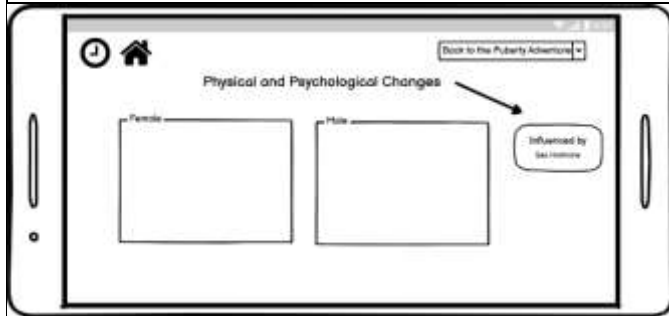 Back to the Puberty Adventure
Physical and Psychological Changes
Female
Male
Influenced by
Sex Hormone